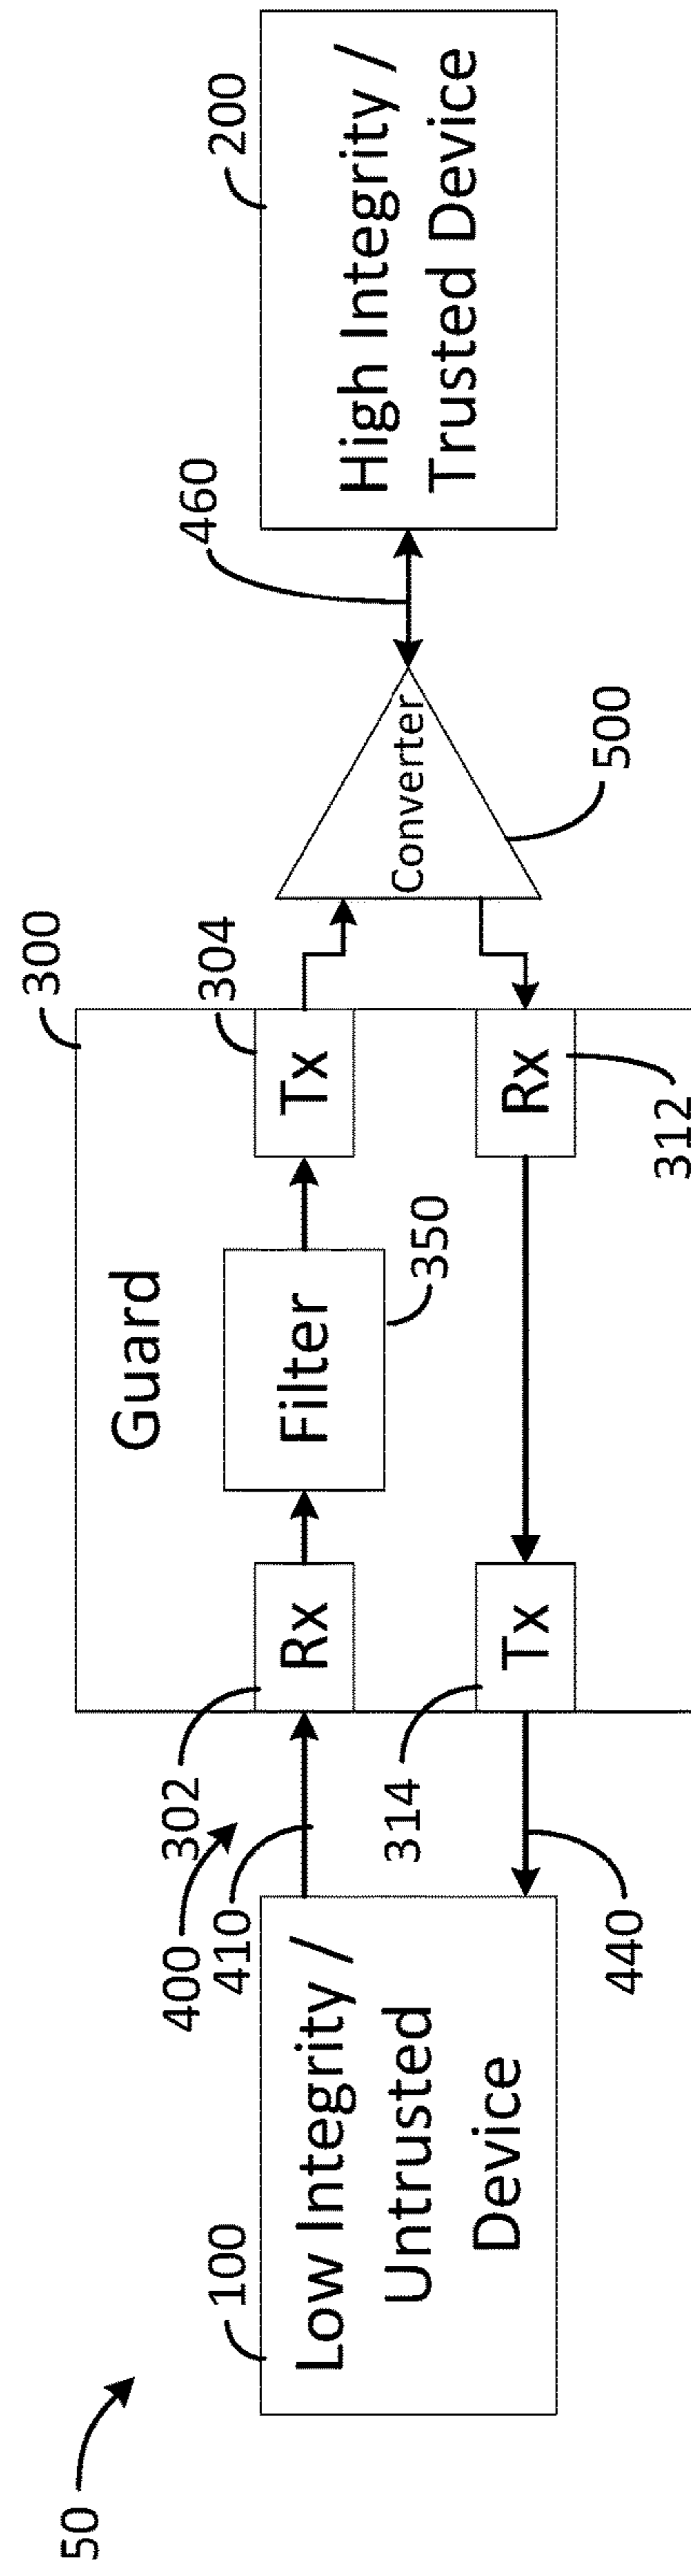 50
100
Low Integrity /
Untrusted
Device
400
410
440
302
Rx
314
Tx
300
Guard
Filter
350
304
Tx
Rx
312
Converter
500
460
200
High Integrity /
Trusted Device